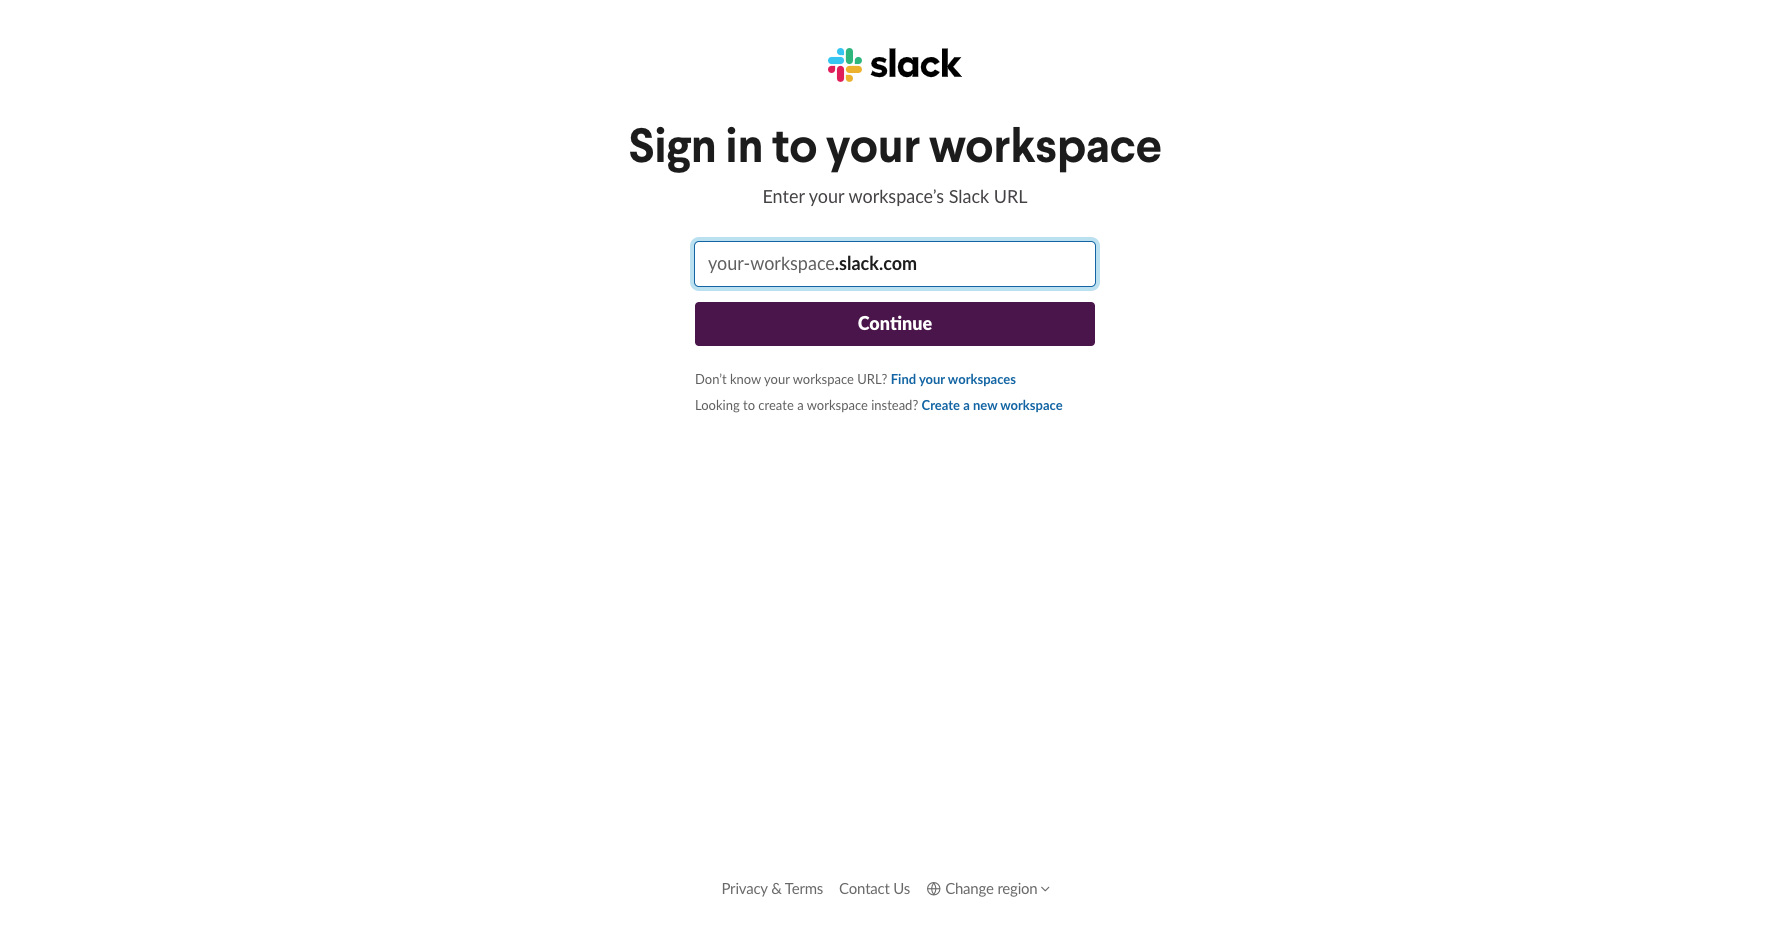 slack
Sign in to your workspace
Enter your workspace’s Slack URL
your-workspace.slack.com
Continue
Don’t know your workspace URL? Find your workspaces
Looking to create a workspace instead? Create a new workspace
Privacy & Terms Contact Us Change region